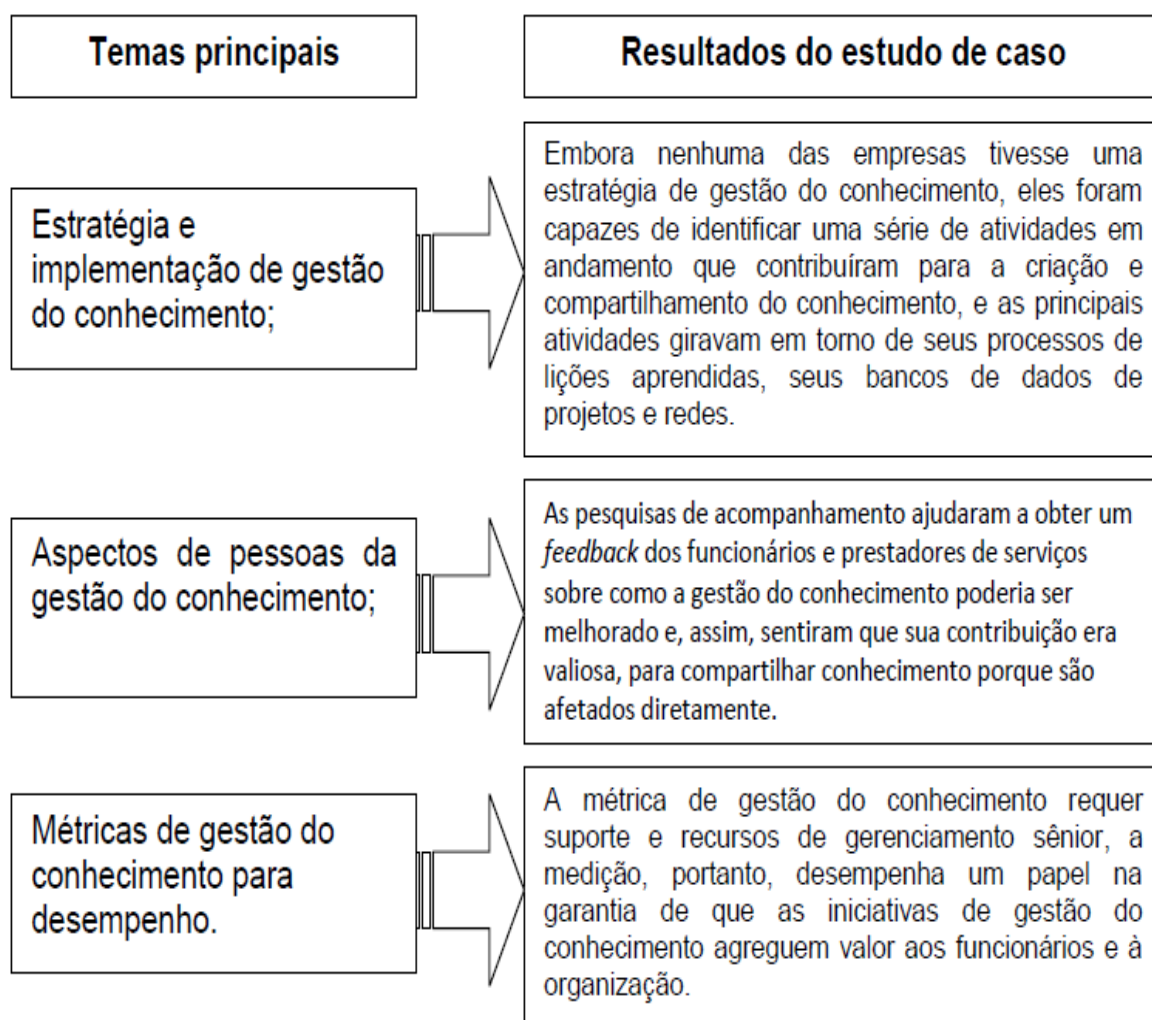 Temas principais
Resultados do estudo de caso
Estratégia e
implementação de gestão
do conhecimento;
Embora nenhuma das empresas tivesse uma
estratégia de gestão do conhecimento, eles foram
capazes de identificar uma série de atividades em
andamento que contribuíram para a criação e
compartilhamento do conhecimento, e as principais
atividades giravam em torno de seus processos de
lições aprendidas, seus bancos de dados de
projetos e redes.
Aspectos de pessoas da
gestão do conhecimento;
As pesquisas de acompanhamento ajudaram a obter um
feedback dos funcionários e prestadores de serviços
sobre como a gestão do conhecimento poderia ser
melhorado e, assim, sentiram que sua contribuição era
valiosa, para compartilhar conhecimento porque são
afetados diretamente.
Métricas de gestão do
conhecimento para
desempenho.
A métrica de gestão do conhecimento requer
suporte e recursos de gerenciamento sênior, a
medição, portanto, desempenha um papel na
garantia de que as iniciativas de gestão do
conhecimento agreguem valor aos funcionários e à
organização.